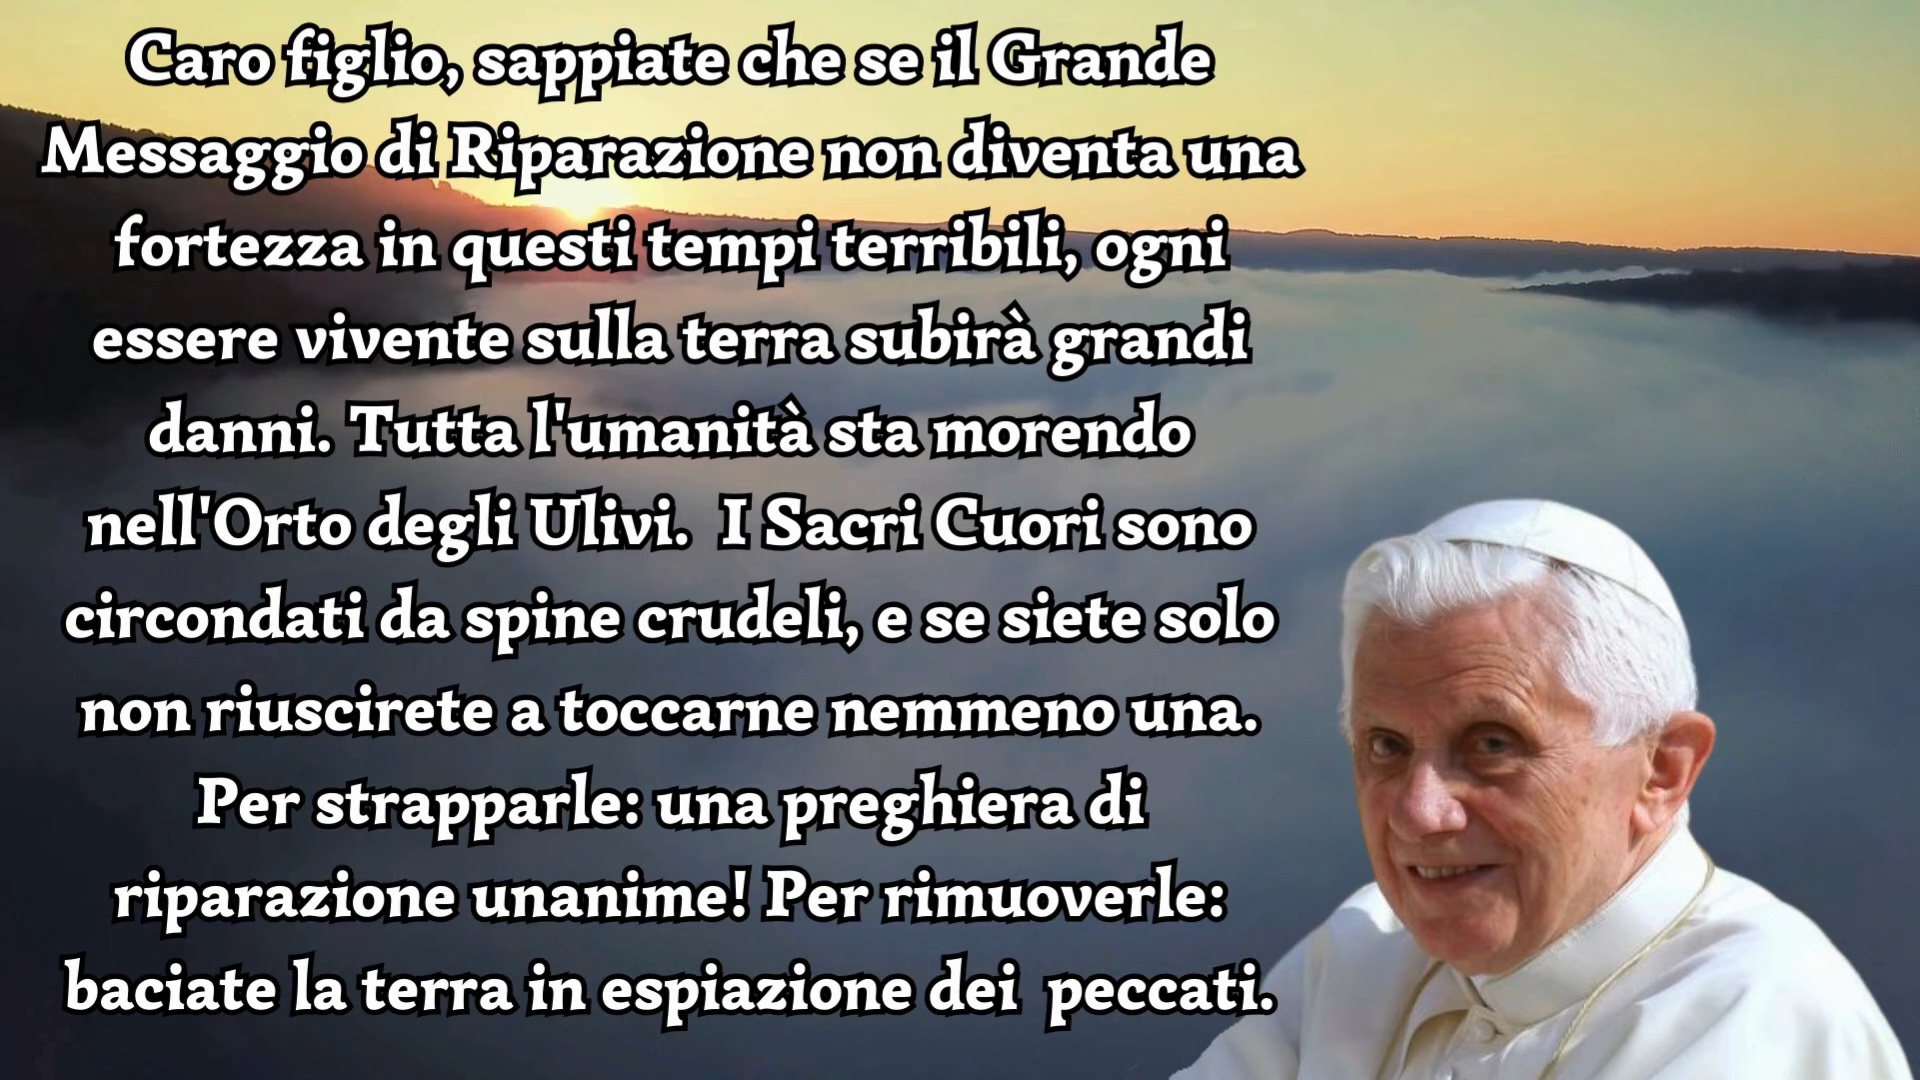 Caro figlio, sappiate che se il Grande
Messaggio di Riparazione non diventa una
fortezza in questi tempi terribili, ogni
essere vivente sulla terra subirà grandi
danni. Tutta l'umanità sta morendo
nell'Orto degli Ulivi.  I Sacri Cuori sono
circondati da spine crudeli, e se siete solo
non riuscirete a toccarne nemmeno una.
Per strapparle: una preghiera di
riparazione unanime! Per rimuoverle:
baciate la terra in espiazione dei  peccati.